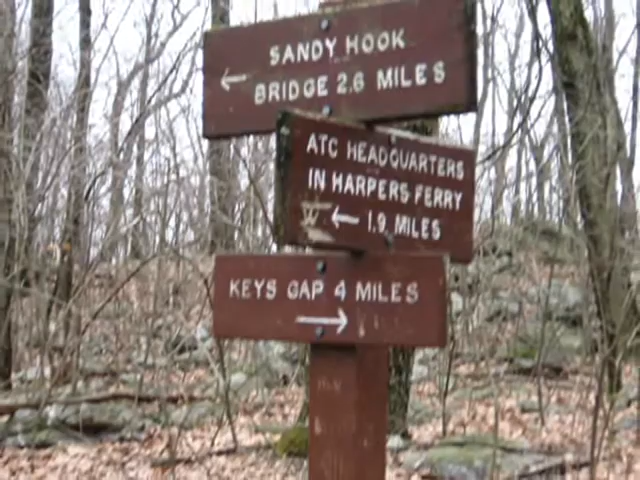 SANDY HOOK
← BRIDGE 2.6 MILES
ATC HEADQUARTERS
IN HARPERS FERRY
← 1.9 MILES
KEYS GAP 4 MILES
→